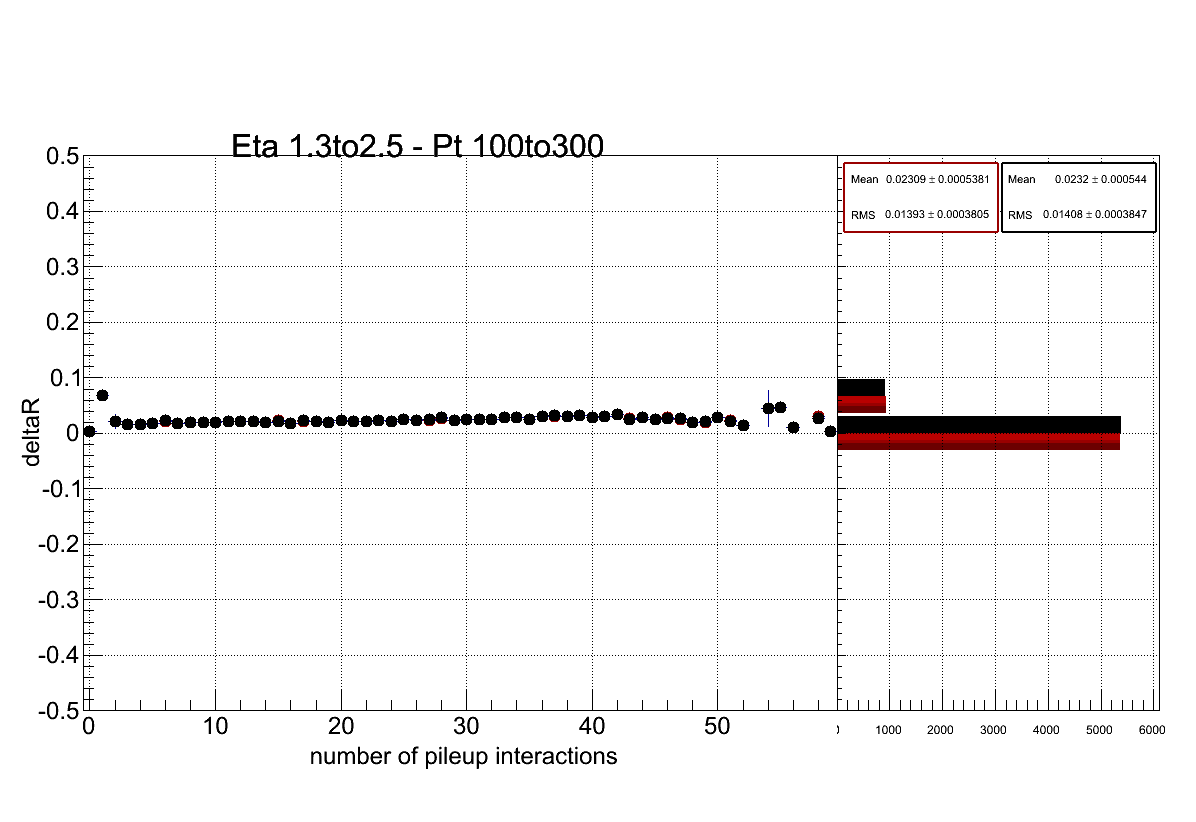 Eta 1.3to2.5 - Pt 100to300
0.5
0.4
0.3
0.2
0.1
0
-0.1
-0.2
-0.3
-0.4
-0.5
deltaR
0 10 20 30 40 50
number of pileup interactions
Mean 0.02309 ± 0.0005381
RMS 0.01393 ± 0.0003805
Mean 0.0232 ± 0.000544
RMS 0.01408 ± 0.0003847
1000 2000 3000 4000 5000 6000